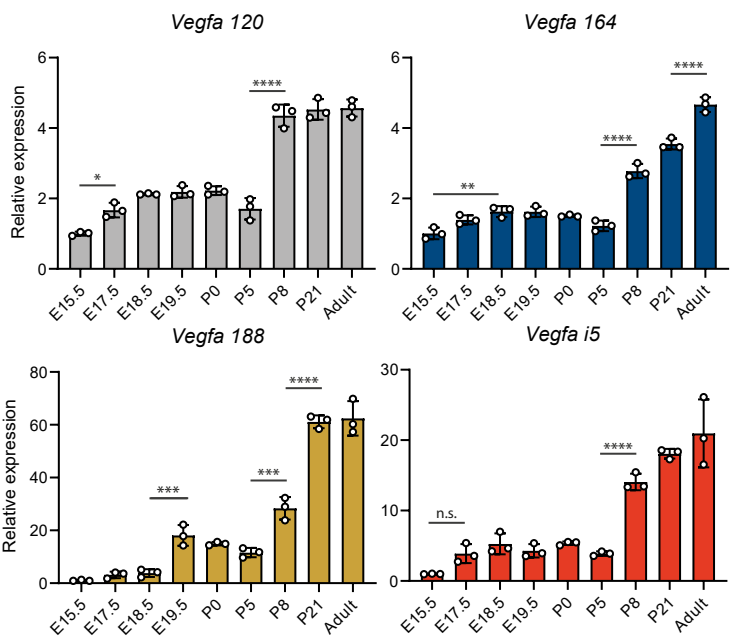 Vegfa 120
Relative expression
6
4
2
0
*
****
E15.5
E17.5
E18.5
E19.5
P0
P5
P8
P21
Adult
Vegfa 164
6
4
2
0
**
****
****
E15.5
E17.5
E18.5
E19.5
P0
P5
P8
P21
Adult
Vegfa 188
Relative expression
80
60
40
20
0
***
***
****
E15.5
E17.5
E18.5
E19.5
P0
P5
P8
P21
Adult
Vegfa i5
30
20
10
0
n.s.
****
E15.5
E17.5
E18.5
E19.5
P0
P5
P8
P21
Adult